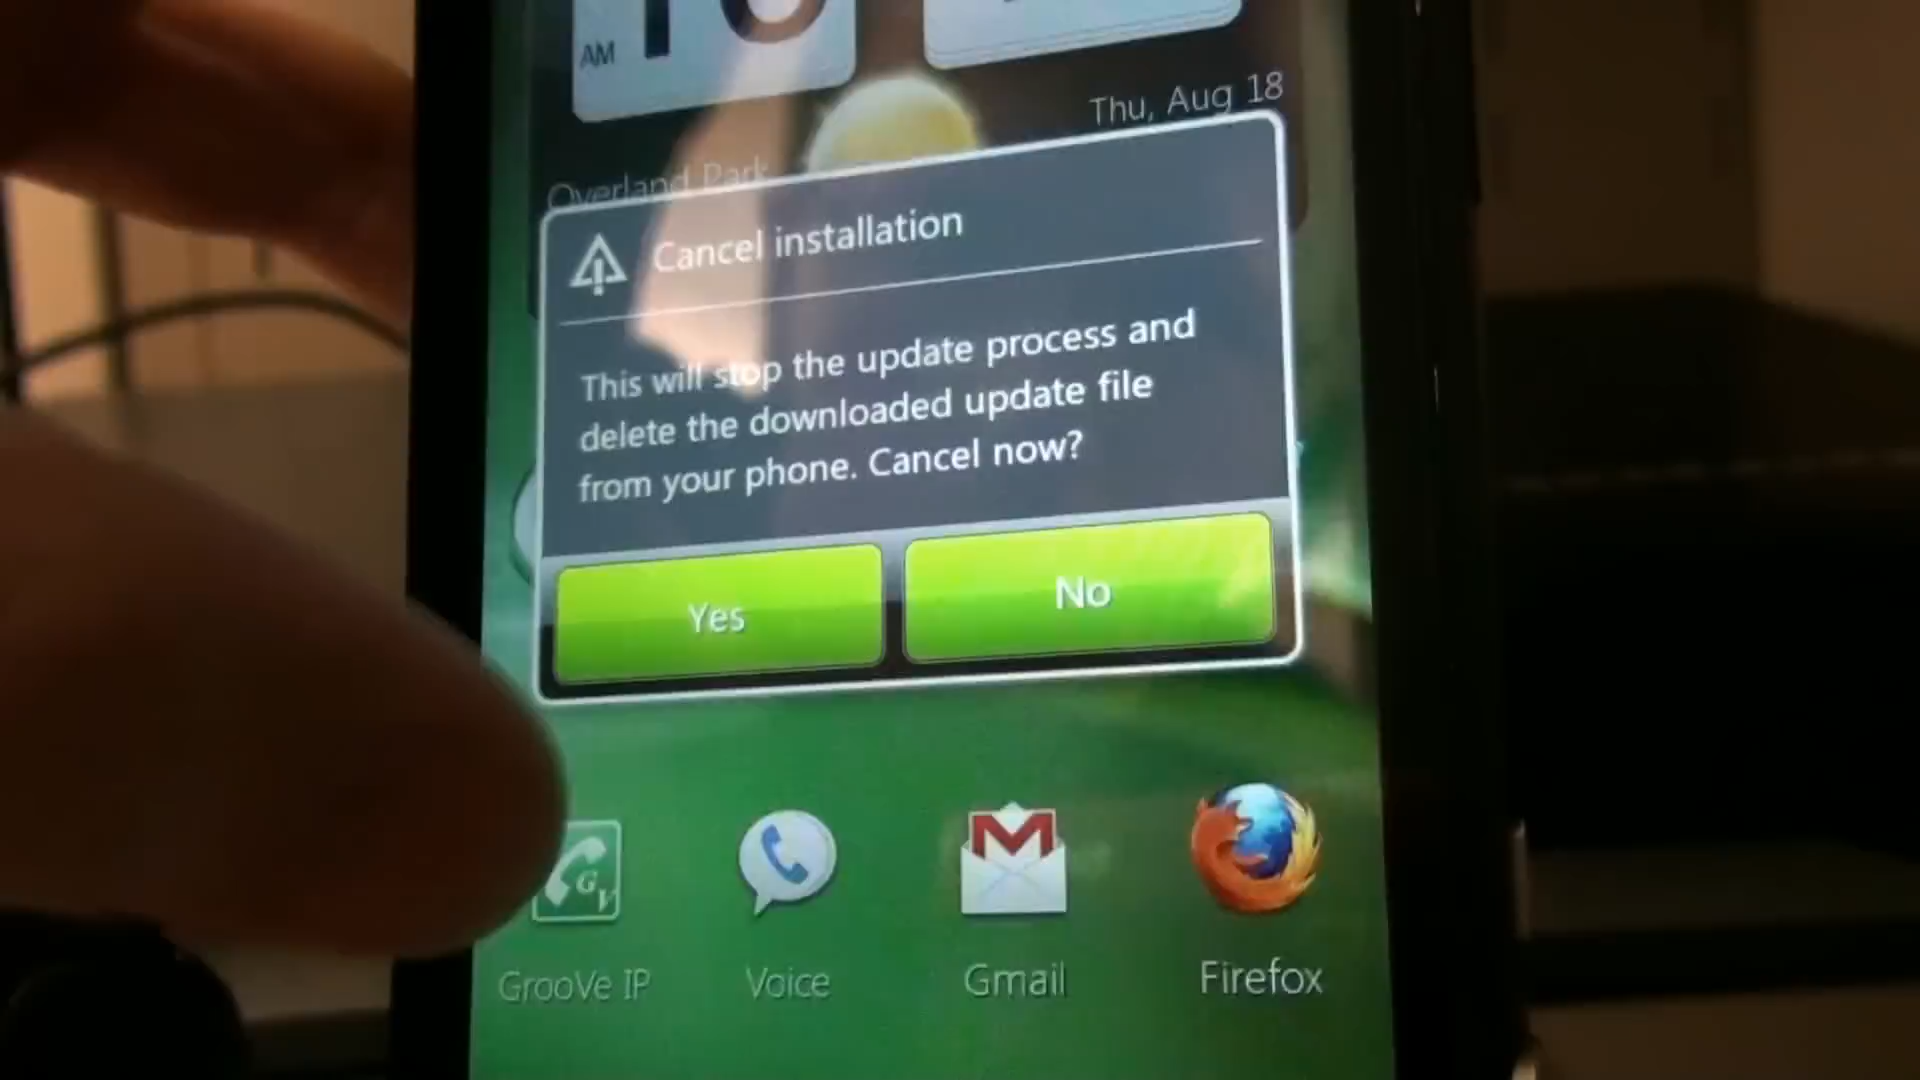 AM
Thu, Aug 18
Overland Park
Cancel installation
This will stop the update process and
delete the downloaded update file
from your phone. Cancel now?
Yes
No
GV
GrooVe IP
Voice
Gmail
Firefox